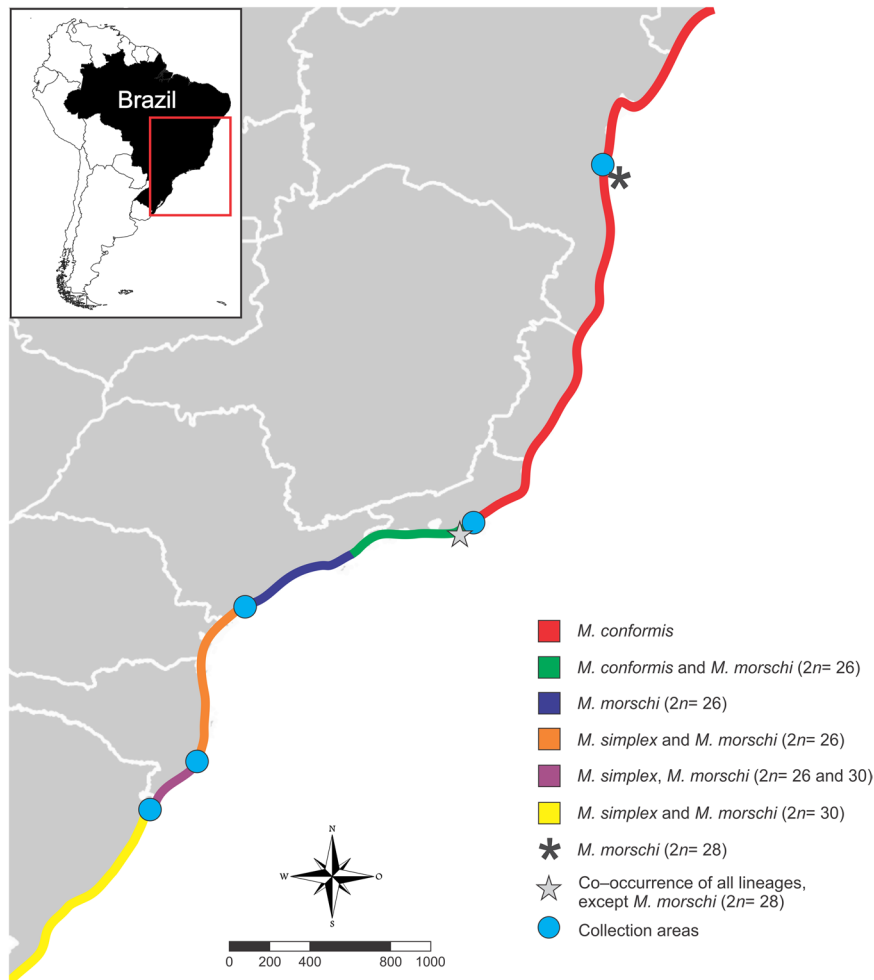 Brazil
M. conformis
M. conformis and M. morschi (2n= 26)
M. morschi (2n= 26)
M. simplex and M. morschi (2n= 26)
M. simplex, M. morschi (2n= 26 and 30)
M. simplex and M. morschi (2n= 30)
M. morschi (2n= 28)
Co–occurrence of all lineages,
except M. morschi (2n= 28)
Collection areas
N
W O
S
0 200 400 600 800 1000